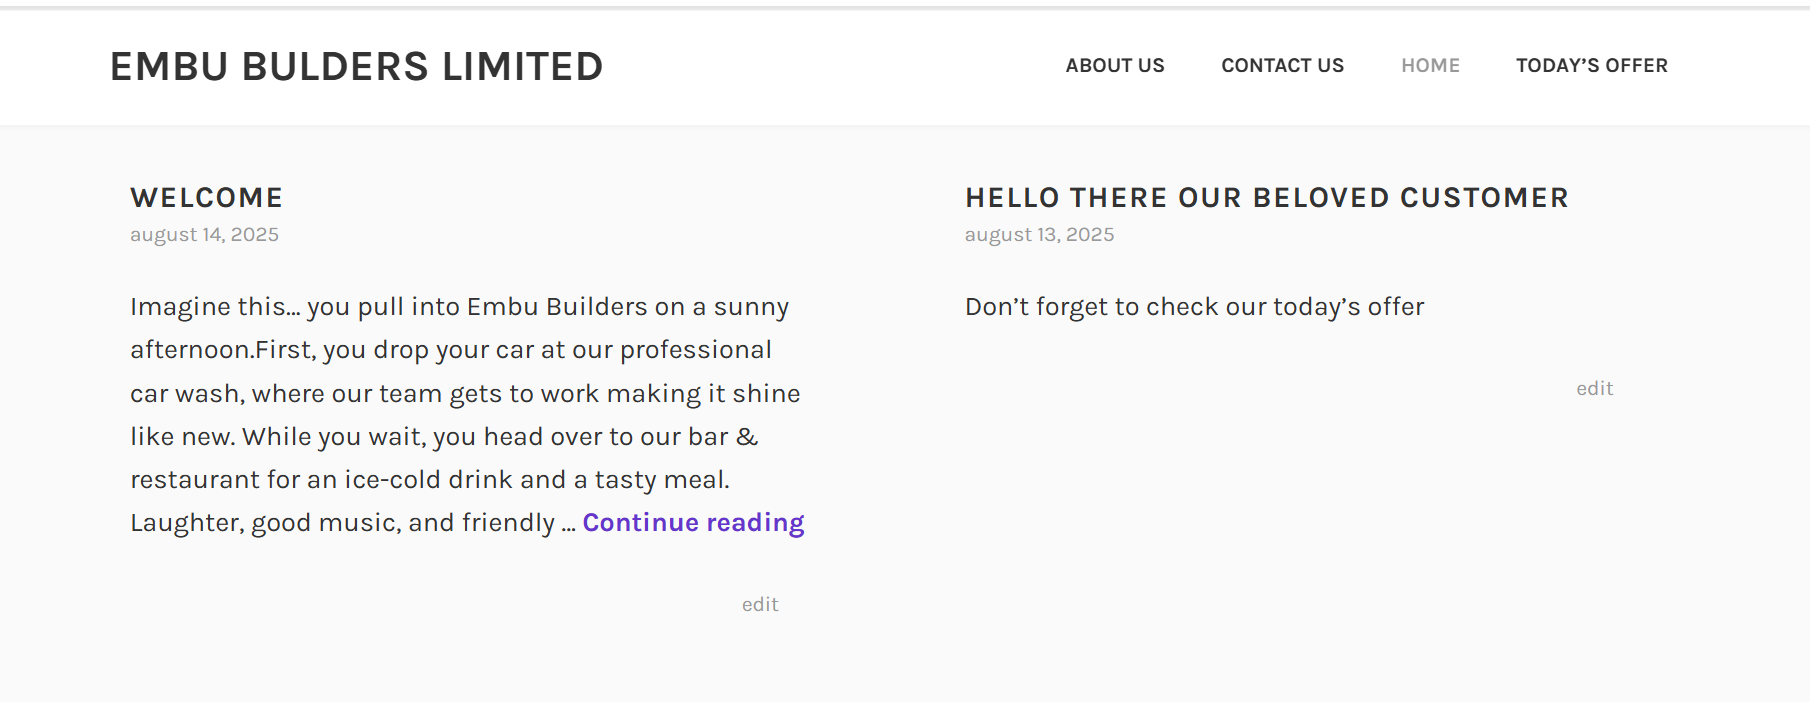 EMBU BULDERS LIMITED
ABOUT US CONTACT US HOME TODAY’S OFFER
WELCOME
august 14, 2025
Imagine this… you pull into Embu Builders on a sunny
afternoon.First, you drop your car at our professional
car wash, where our team gets to work making it shine
like new. While you wait, you head over to our bar &
restaurant for an ice-cold drink and a tasty meal.
Laughter, good music, and friendly … Continue reading
edit
HELLO THERE OUR BELOVED CUSTOMER
august 13, 2025
Don’t forget to check our today’s offer
edit